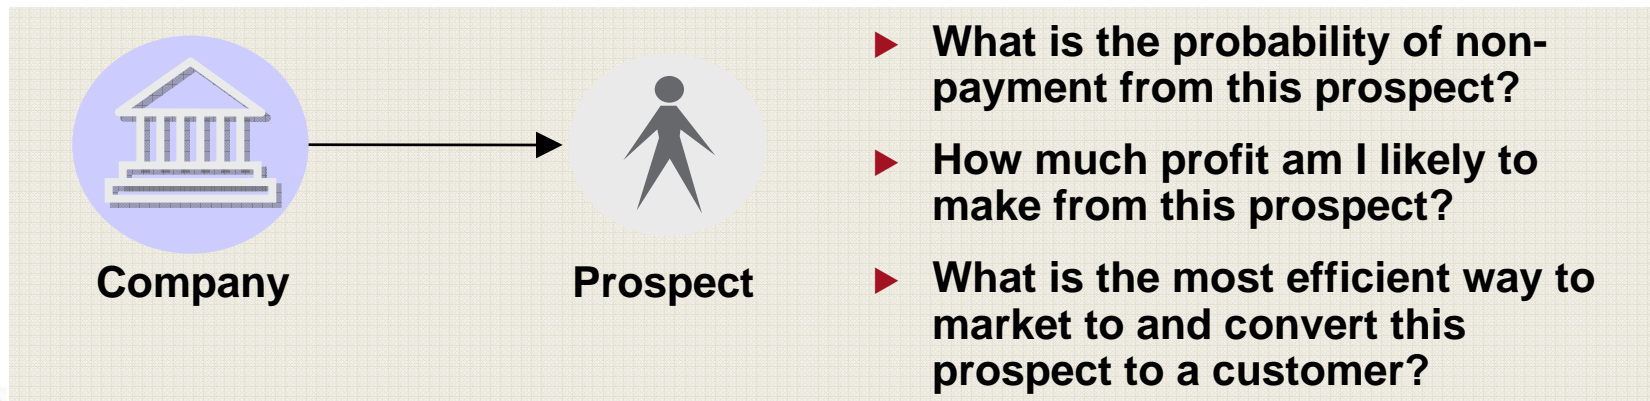 Company
Prospect
What is the probability of non-
payment from this prospect?
How much profit am I likely to
make from this prospect?
What is the most efficient way to
market to and convert this
prospect to a customer?